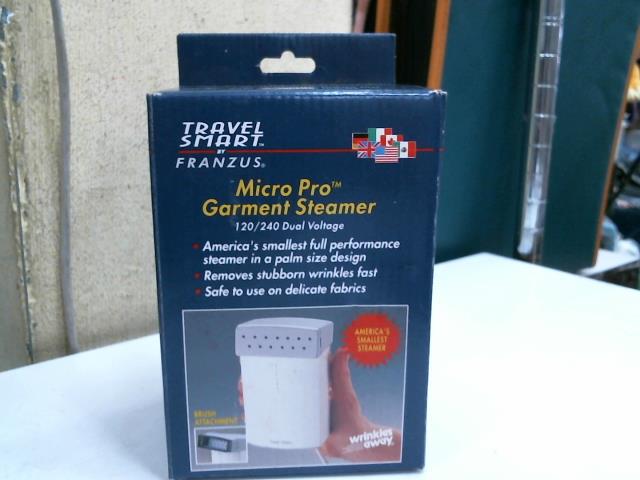 TRAVEL
SMART™
BY
FRANZUS®
Micro Pro™
Garment Steamer
120/240 Dual Voltage
• America's smallest full performance
steamer in a palm size design
• Removes stubborn wrinkles fast
• Safe to use on delicate fabrics
AMERICA'S
SMALLEST
STEAMER
BRUSH
ATTACHMENT
wrinkles
away